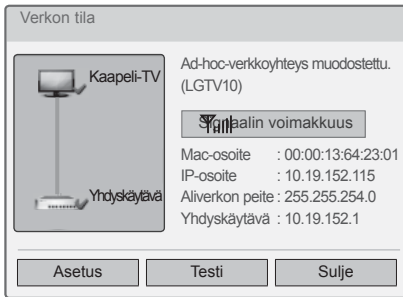 Verkon tila
Kaapeli-TV
Yhdyskäytävä
Ad-hoc-verkkoyhteys muodostettu.
(LGTV10)
Signaalin voimakkuus
Mac-osoite : 00:00:13:64:23:01
IP-osoite : 10.19.152.115
Aliverkon peite : 255.255.254.0
Yhdyskäytävä : 10.19.152.1
Asetus
Testi
Sulje